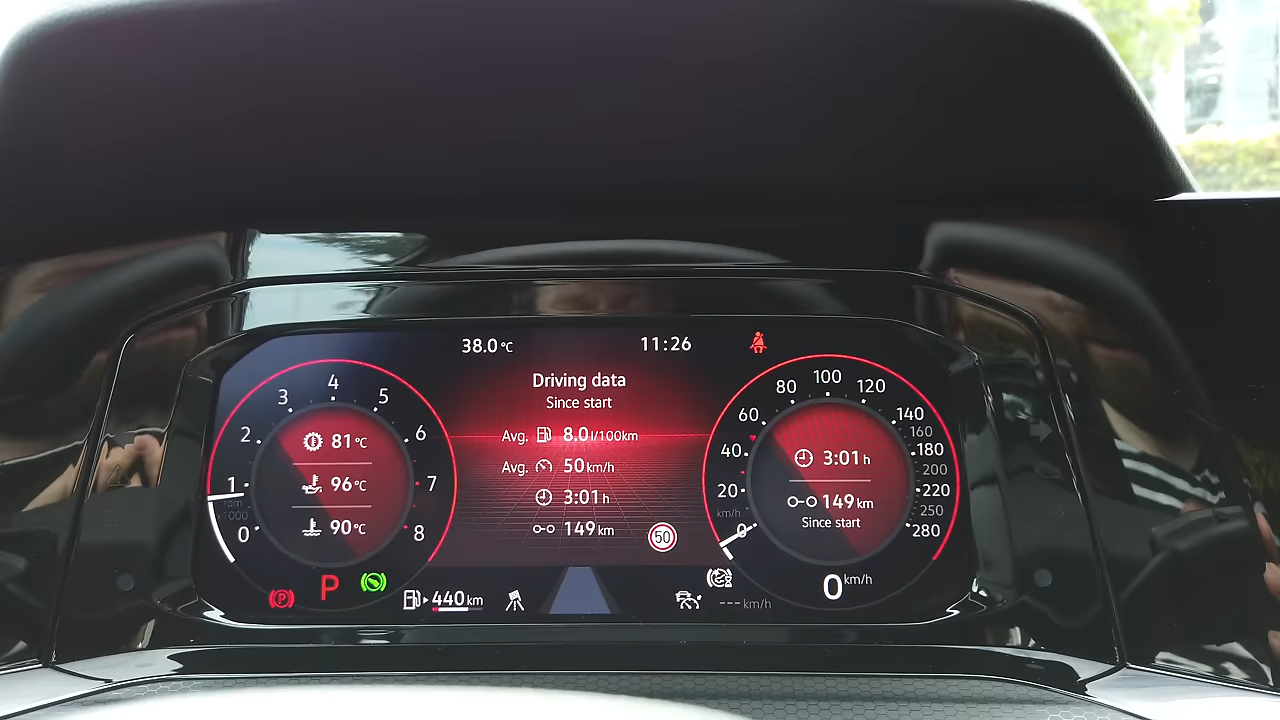 38.0°C
11:26
Driving data
Since start
Avg. 8.0 l/100km
Avg. 50 km/h
3:01 h
149 km
50
0
1
2
3
4
5
6
7
8
rpm
x1000
81°C
96°C
90°C
P
P
440 km
0
20
40
60
80
100
120
140
160
180
200
220
250
280
km/h
3:01 h
149 km
Since start
0 km/h
--- km/h